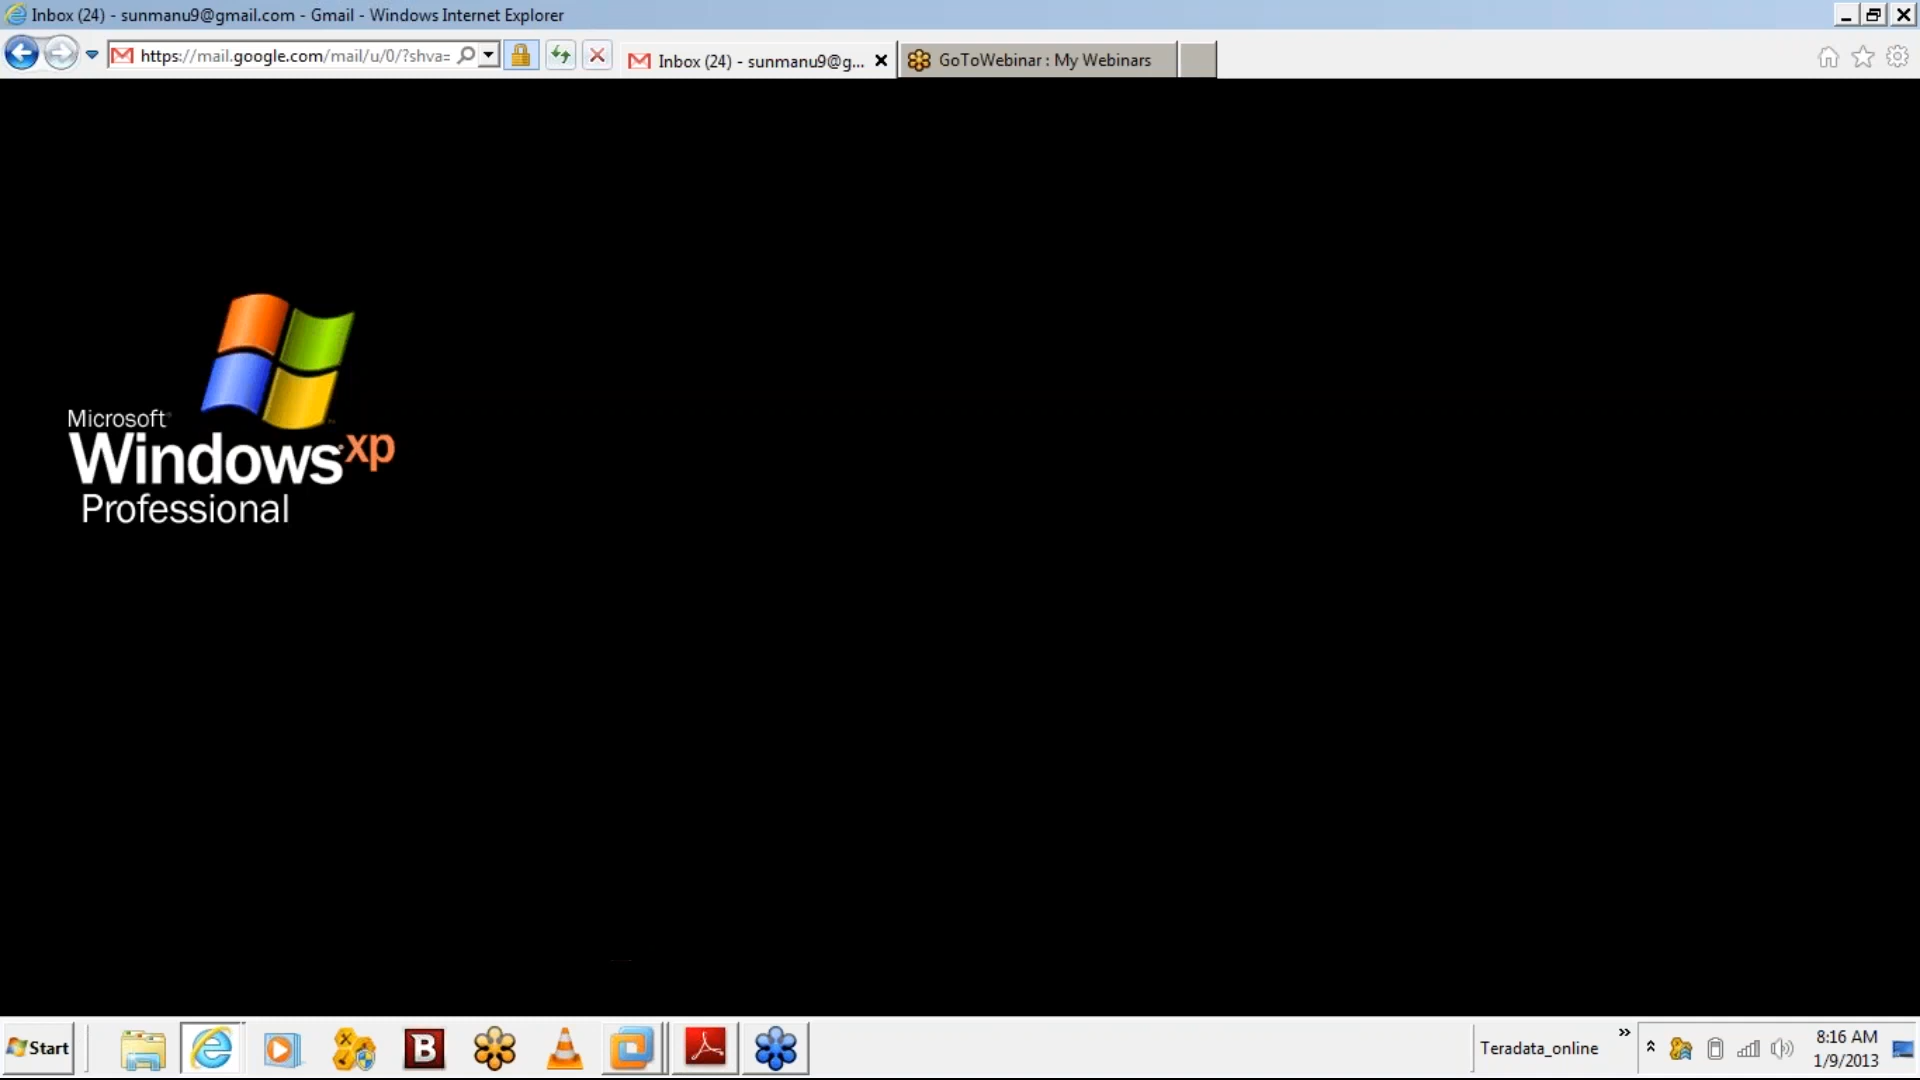 Inbox (24) - sunmanu9@gmail.com - Gmail - Windows Internet Explorer
https://mail.google.com/mail/u/0/?shva=
Inbox (24) - sunmanu9@g...
GoToWebinar : My Webinars
Microsoft
Windows xp
Professional
Start
B
Teradata_online
8:16 AM
1/9/2013